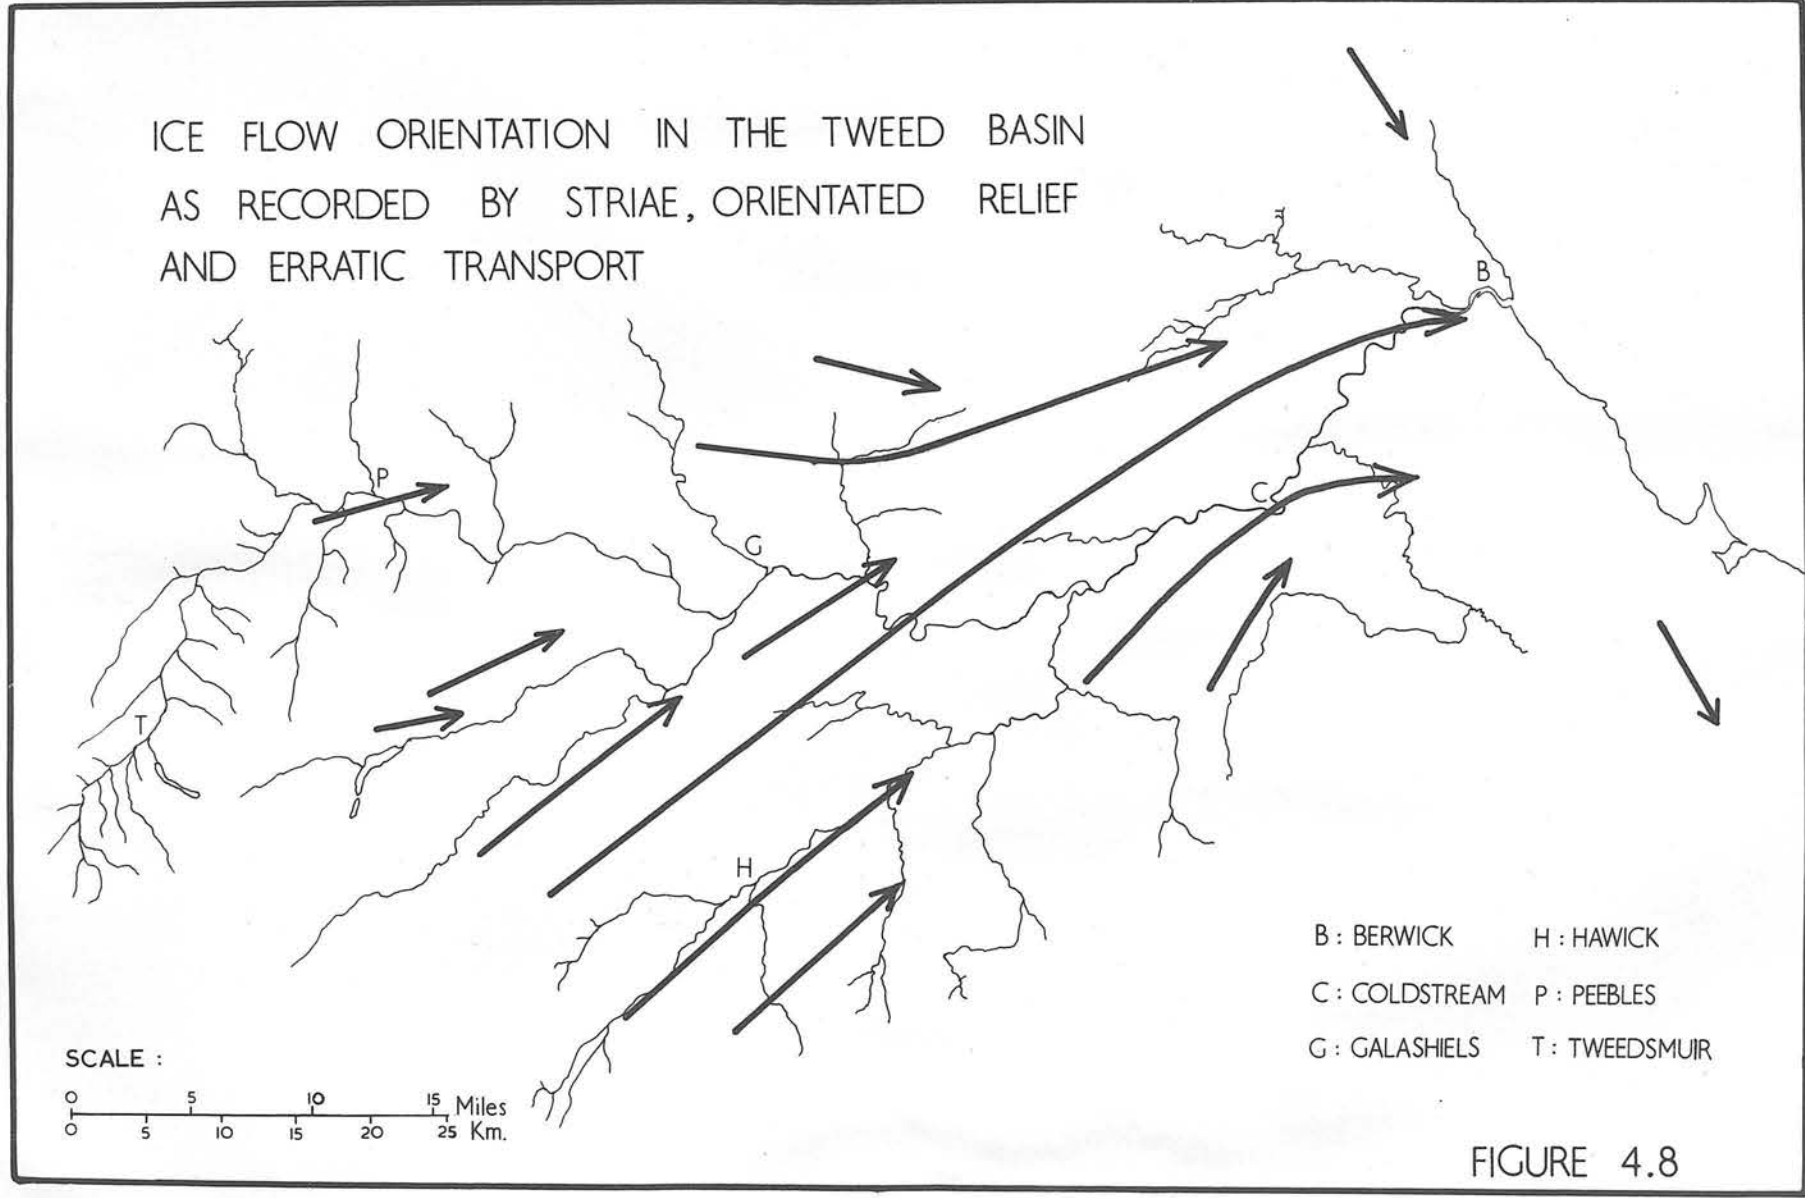 ICE FLOW ORIENTATION IN THE TWEED BASIN
AS RECORDED BY STRIAE, ORIENTATED RELIEF
AND ERRATIC TRANSPORT
B
P
C
G
T
H
B : BERWICK H : HAWICK
C : COLDSTREAM P : PEEBLES
G : GALASHIELS T : TWEEDSMUIR
SCALE :
0 5 10 15 Miles
0 5 10 15 20 25 Km.
FIGURE 4.8